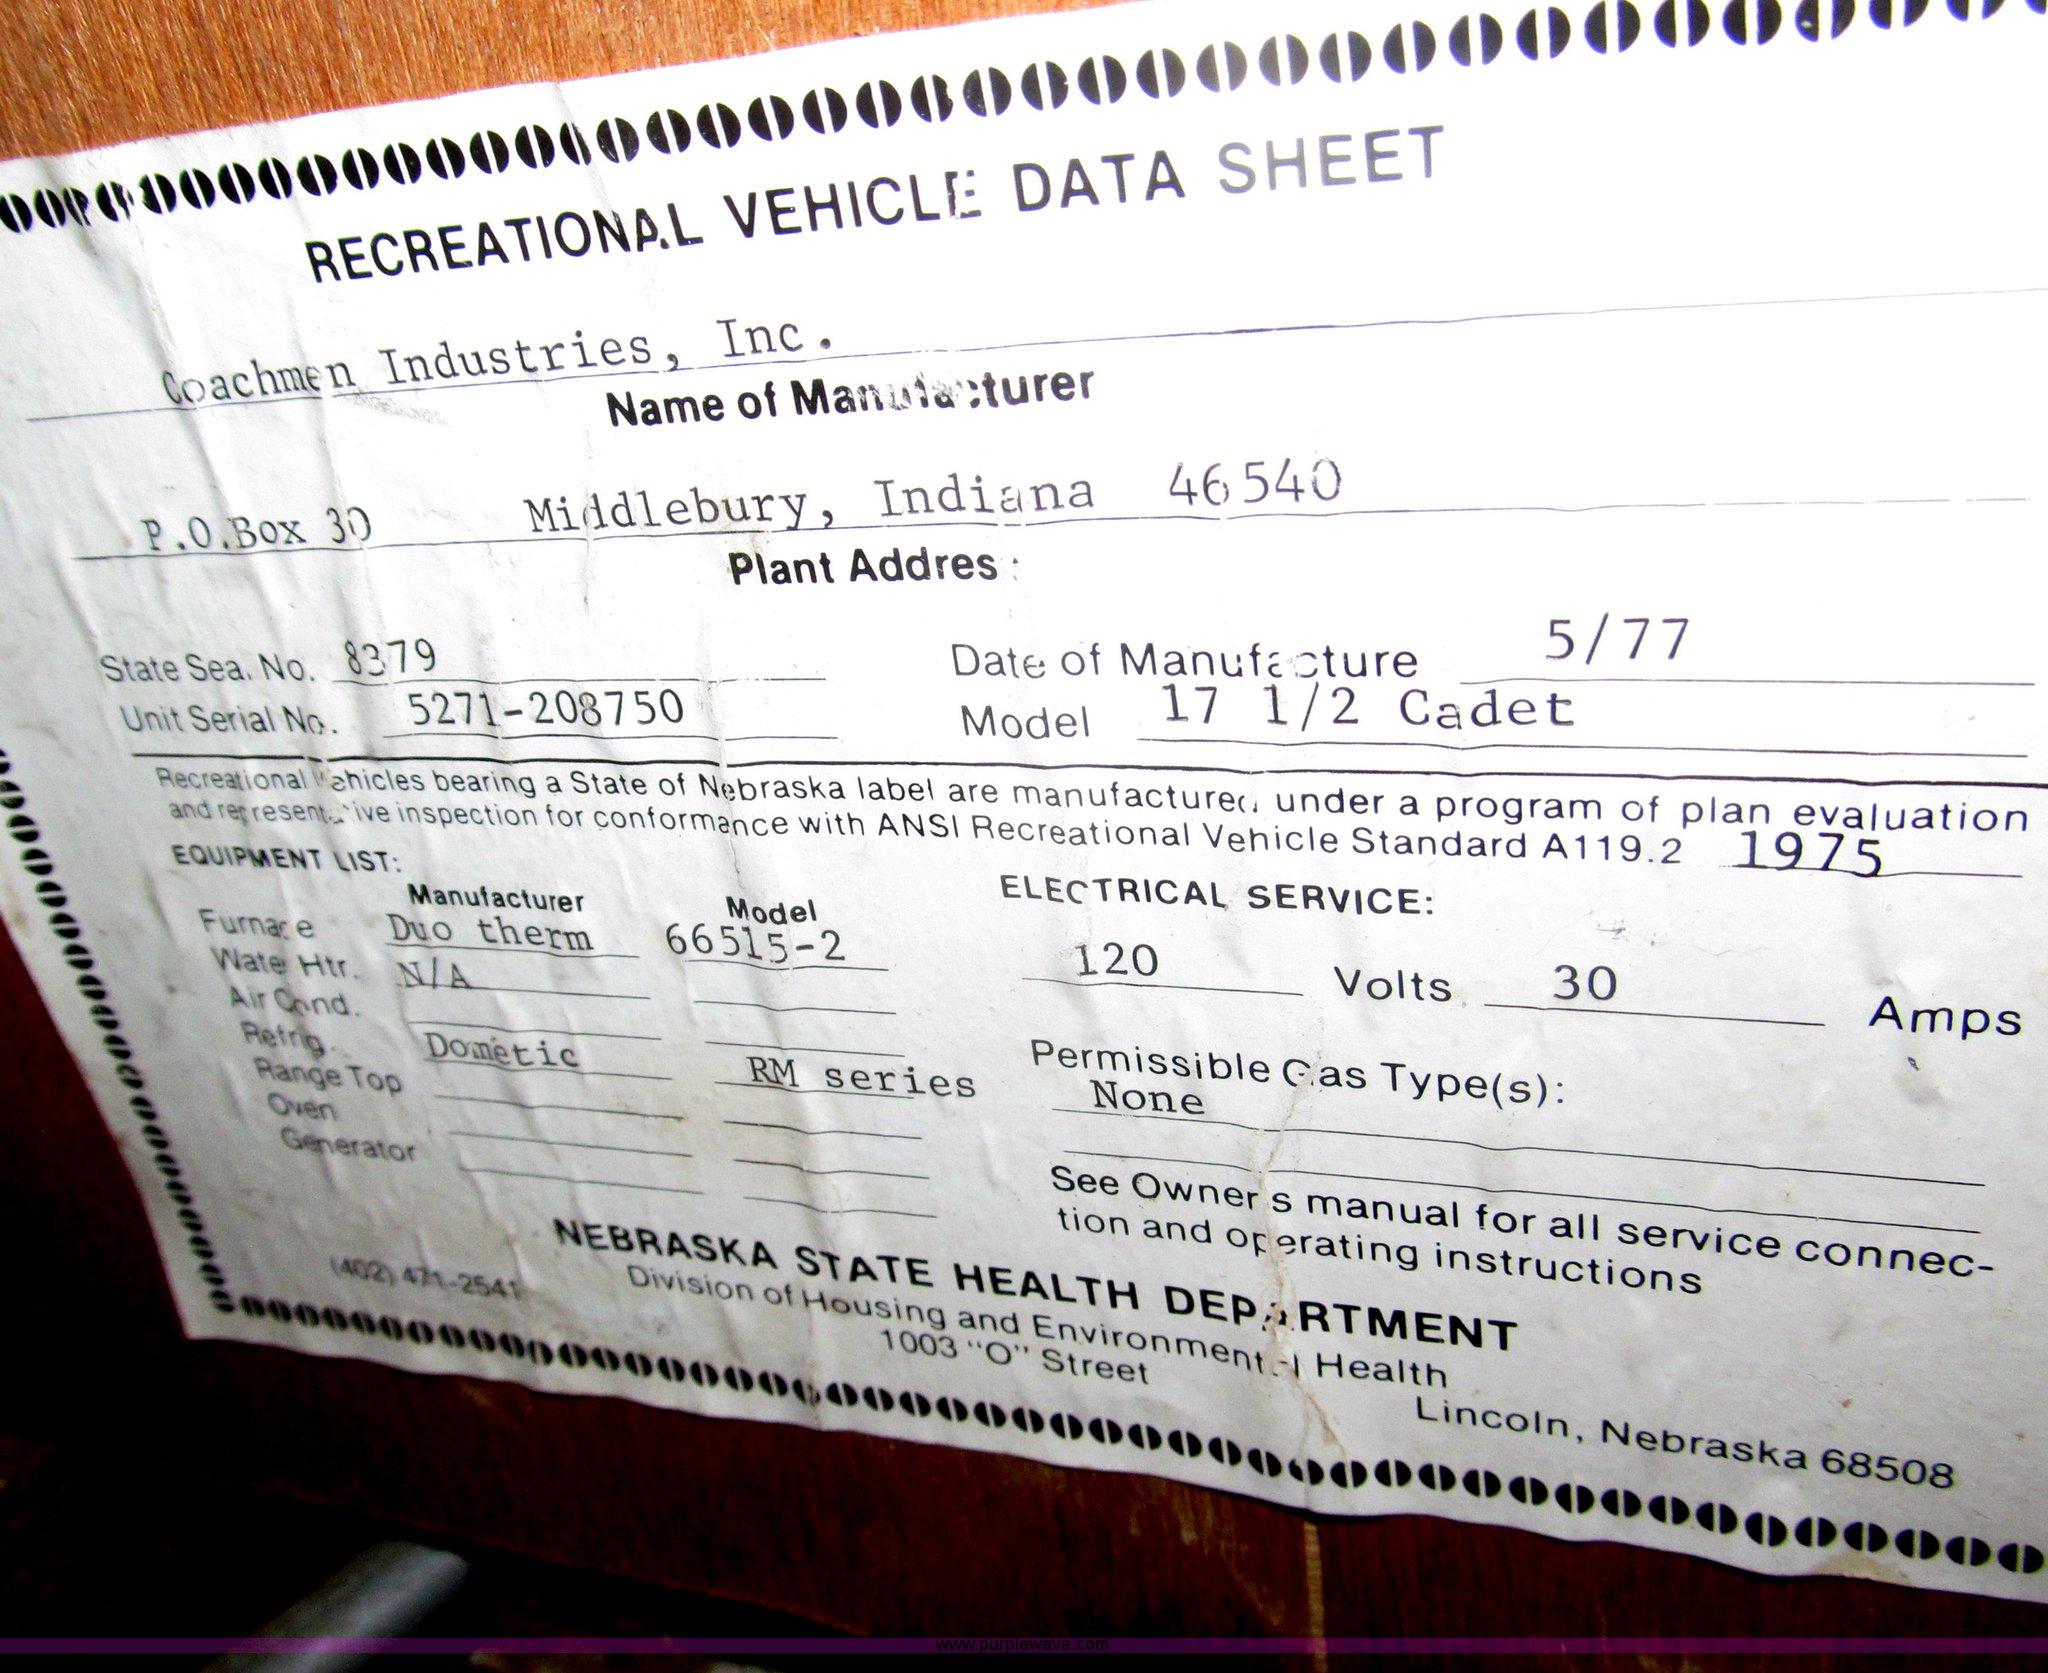 RECREATIONAL VEHICLE DATA SHEET
Coachmen Industries, Inc.
Name of Manufacturer
P.O.Box 30 Middlebury, Indiana 46540
Plant Addres
State Sea. No. 8379 Date of Manufacture 5/77
Unit Serial No. 5271-208750 Model 17 1/2 Cadet
Recreational Vehicles bearing a State of Nebraska label are manufactured under a program of plan evaluation
and representative inspection for conformance with ANSI Recreational Vehicle Standard A119.2 1975
EQUIPMENT LIST: ELECTRICAL SERVICE:
Manufacturer Model
Furnace Duo therm 66515-2
120 Volts 30 Amps
Water Htr. N/A
Air Cond.
Refrig. Dometic RM series
Permissible Gas Type(s):
None
Range Top
Oven
Generator
See Owner s manual for all service connec-
tion and operating instructions
NEBRASKA STATE HEALTH DEPARTMENT
(402) 471-2541 Division of Housing and Environmental Health
1003 "O" Street
Lincoln, Nebraska 68508
www.purplewave.com